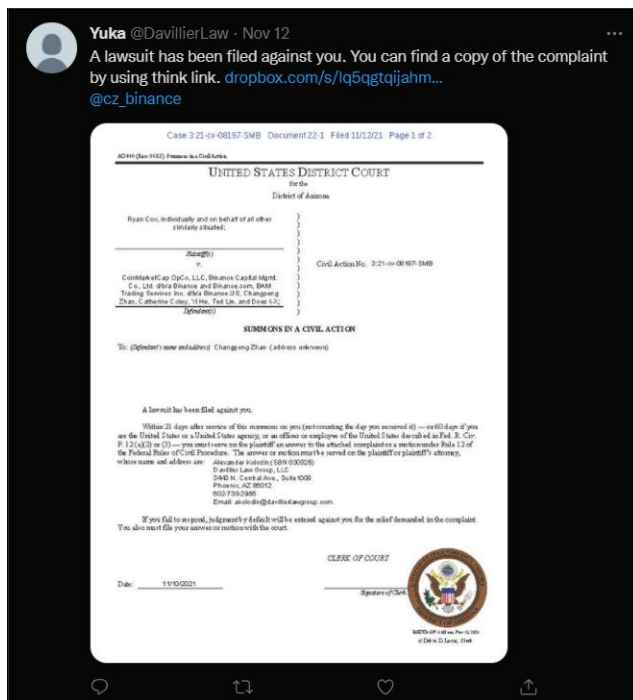 Yuka @DavillierLaw · Nov 12
A lawsuit has been filed against you. You can find a copy of the complaint
by using think link. dropbox.com/s/lq5qgtqijahm...
@cz_binance
Case 3:21-cv-08197-SMB Document 22-1 Filed 11/12/21 Page 1 of 2
AO 440 (Rev. 06/12) Summons in a Civil Action
UNITED STATES DISTRICT COURT
for the
District of Arizona
Ryan Cox, individually and on behalf of all other
similarly situated;
Plaintiff(s)
v.
Civil Action No. 3:21-cv-08197-SMB
CoinMarketCap OpCo, LLC, Binance Capital Mgmt.
Co., Ltd. d/b/a Binance and Binance.com, BAM
Trading Services Inc. d/b/a Binance.US, Changpeng
Zhao, Catherine Coley, Yi He, Ted Lin, and Does I-X;
Defendant(s)
SUMMONS IN A CIVIL ACTION
To: (Defendant's name and address) Changpeng Zhao (address unknown)
A lawsuit has been filed against you.
Within 21 days after service of this summons on you (not counting the day you received it) — or 60 days if you
are the United States or a United States agency, or an officer or employee of the United States described in Fed. R. Civ.
P. 12 (a)(2) or (3) — you must serve on the plaintiff an answer to the attached complaint or a motion under Rule 12 of
the Federal Rules of Civil Procedure. The answer or motion must be served on the plaintiff or plaintiff's attorney,
whose name and address are: Alexander Kolodin (SBN 030826)
Davillier Law Group, LLC
3443 N. Central Ave., Suite 1009
Phoenix, AZ 85012
602-730-2985
Email: akolodin@davillierlawgroup.com
If you fail to respond, judgment by default will be entered against you for the relief demanded in the complaint.
You also must file your answer or motion with the court.
CLERK OF COURT
Date: 11/10/2021
Signature of Clerk